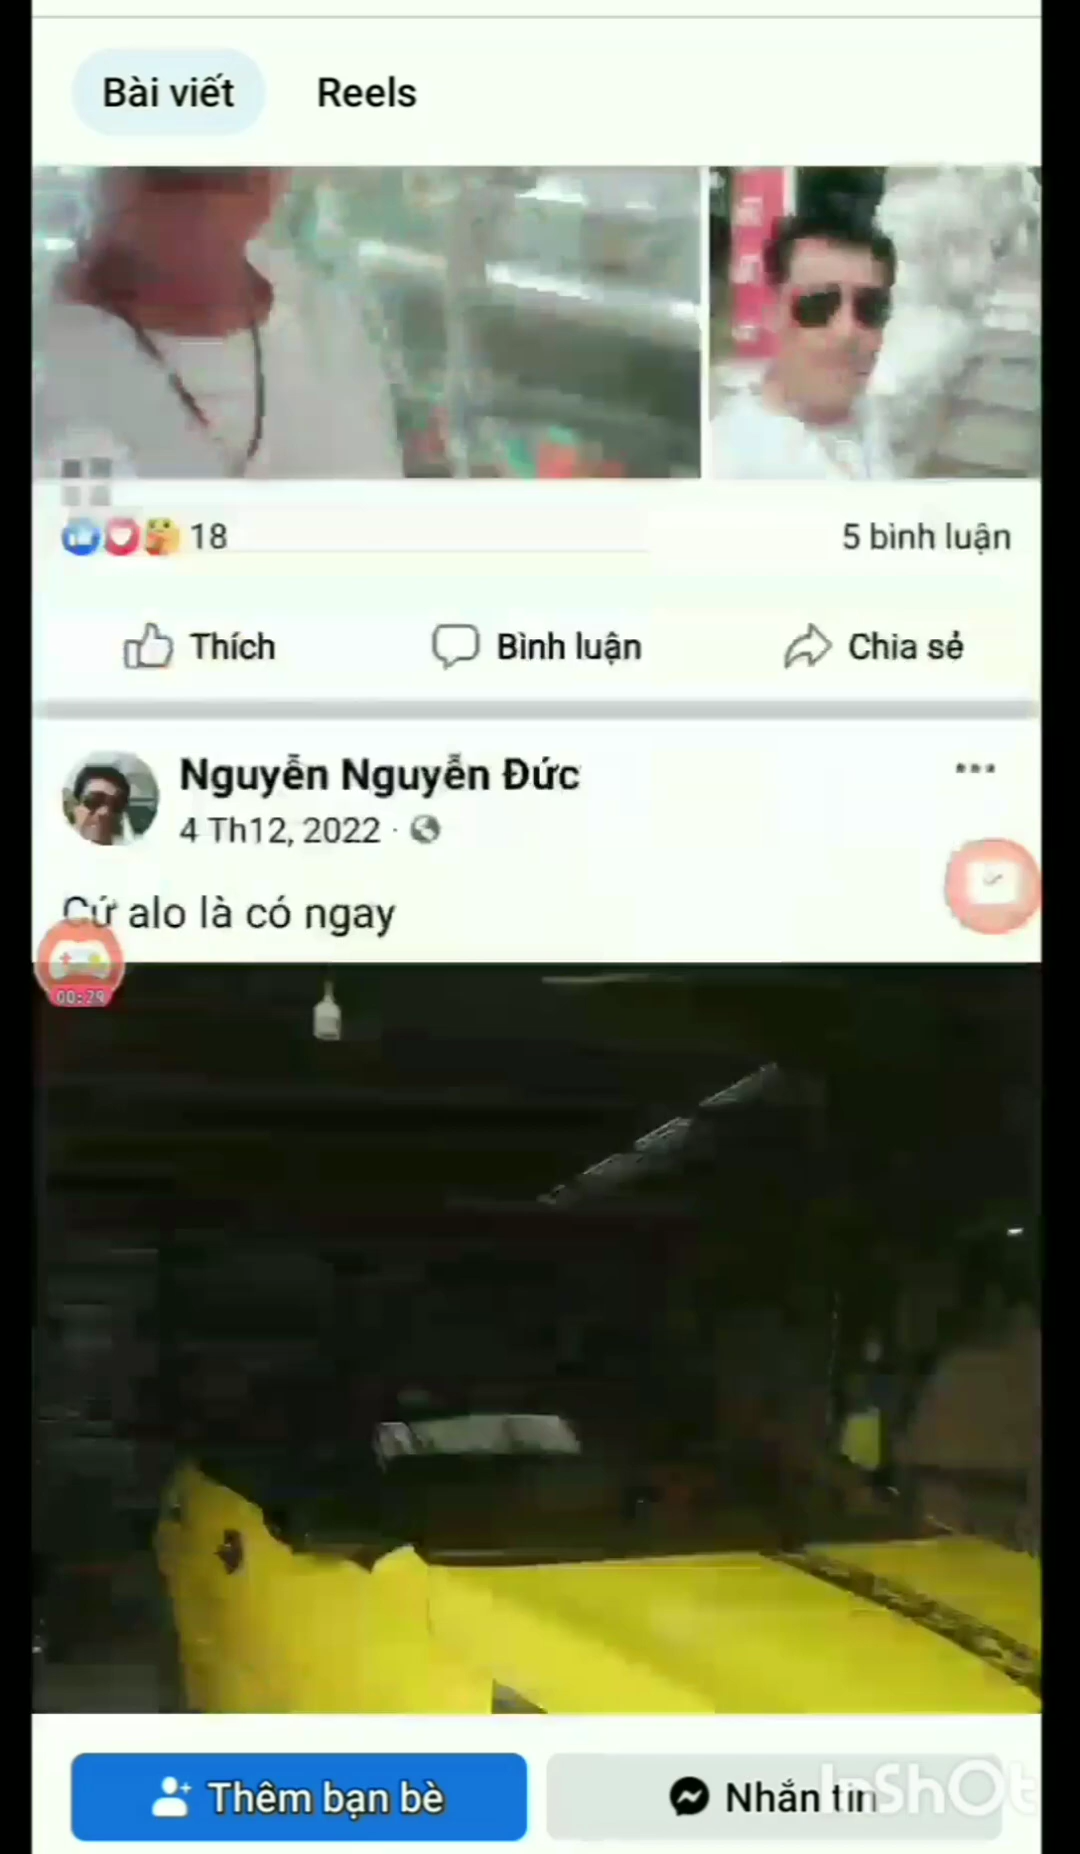 Bài viết
Reels
18
5 bình luận
Thích
Bình luận
Chia sẻ
Nguyễn Nguyễn Đức
4 Th12, 2022 ·
Cứ alo là có ngay
00:29
Thêm bạn bè
Nhắn tin
InShOt